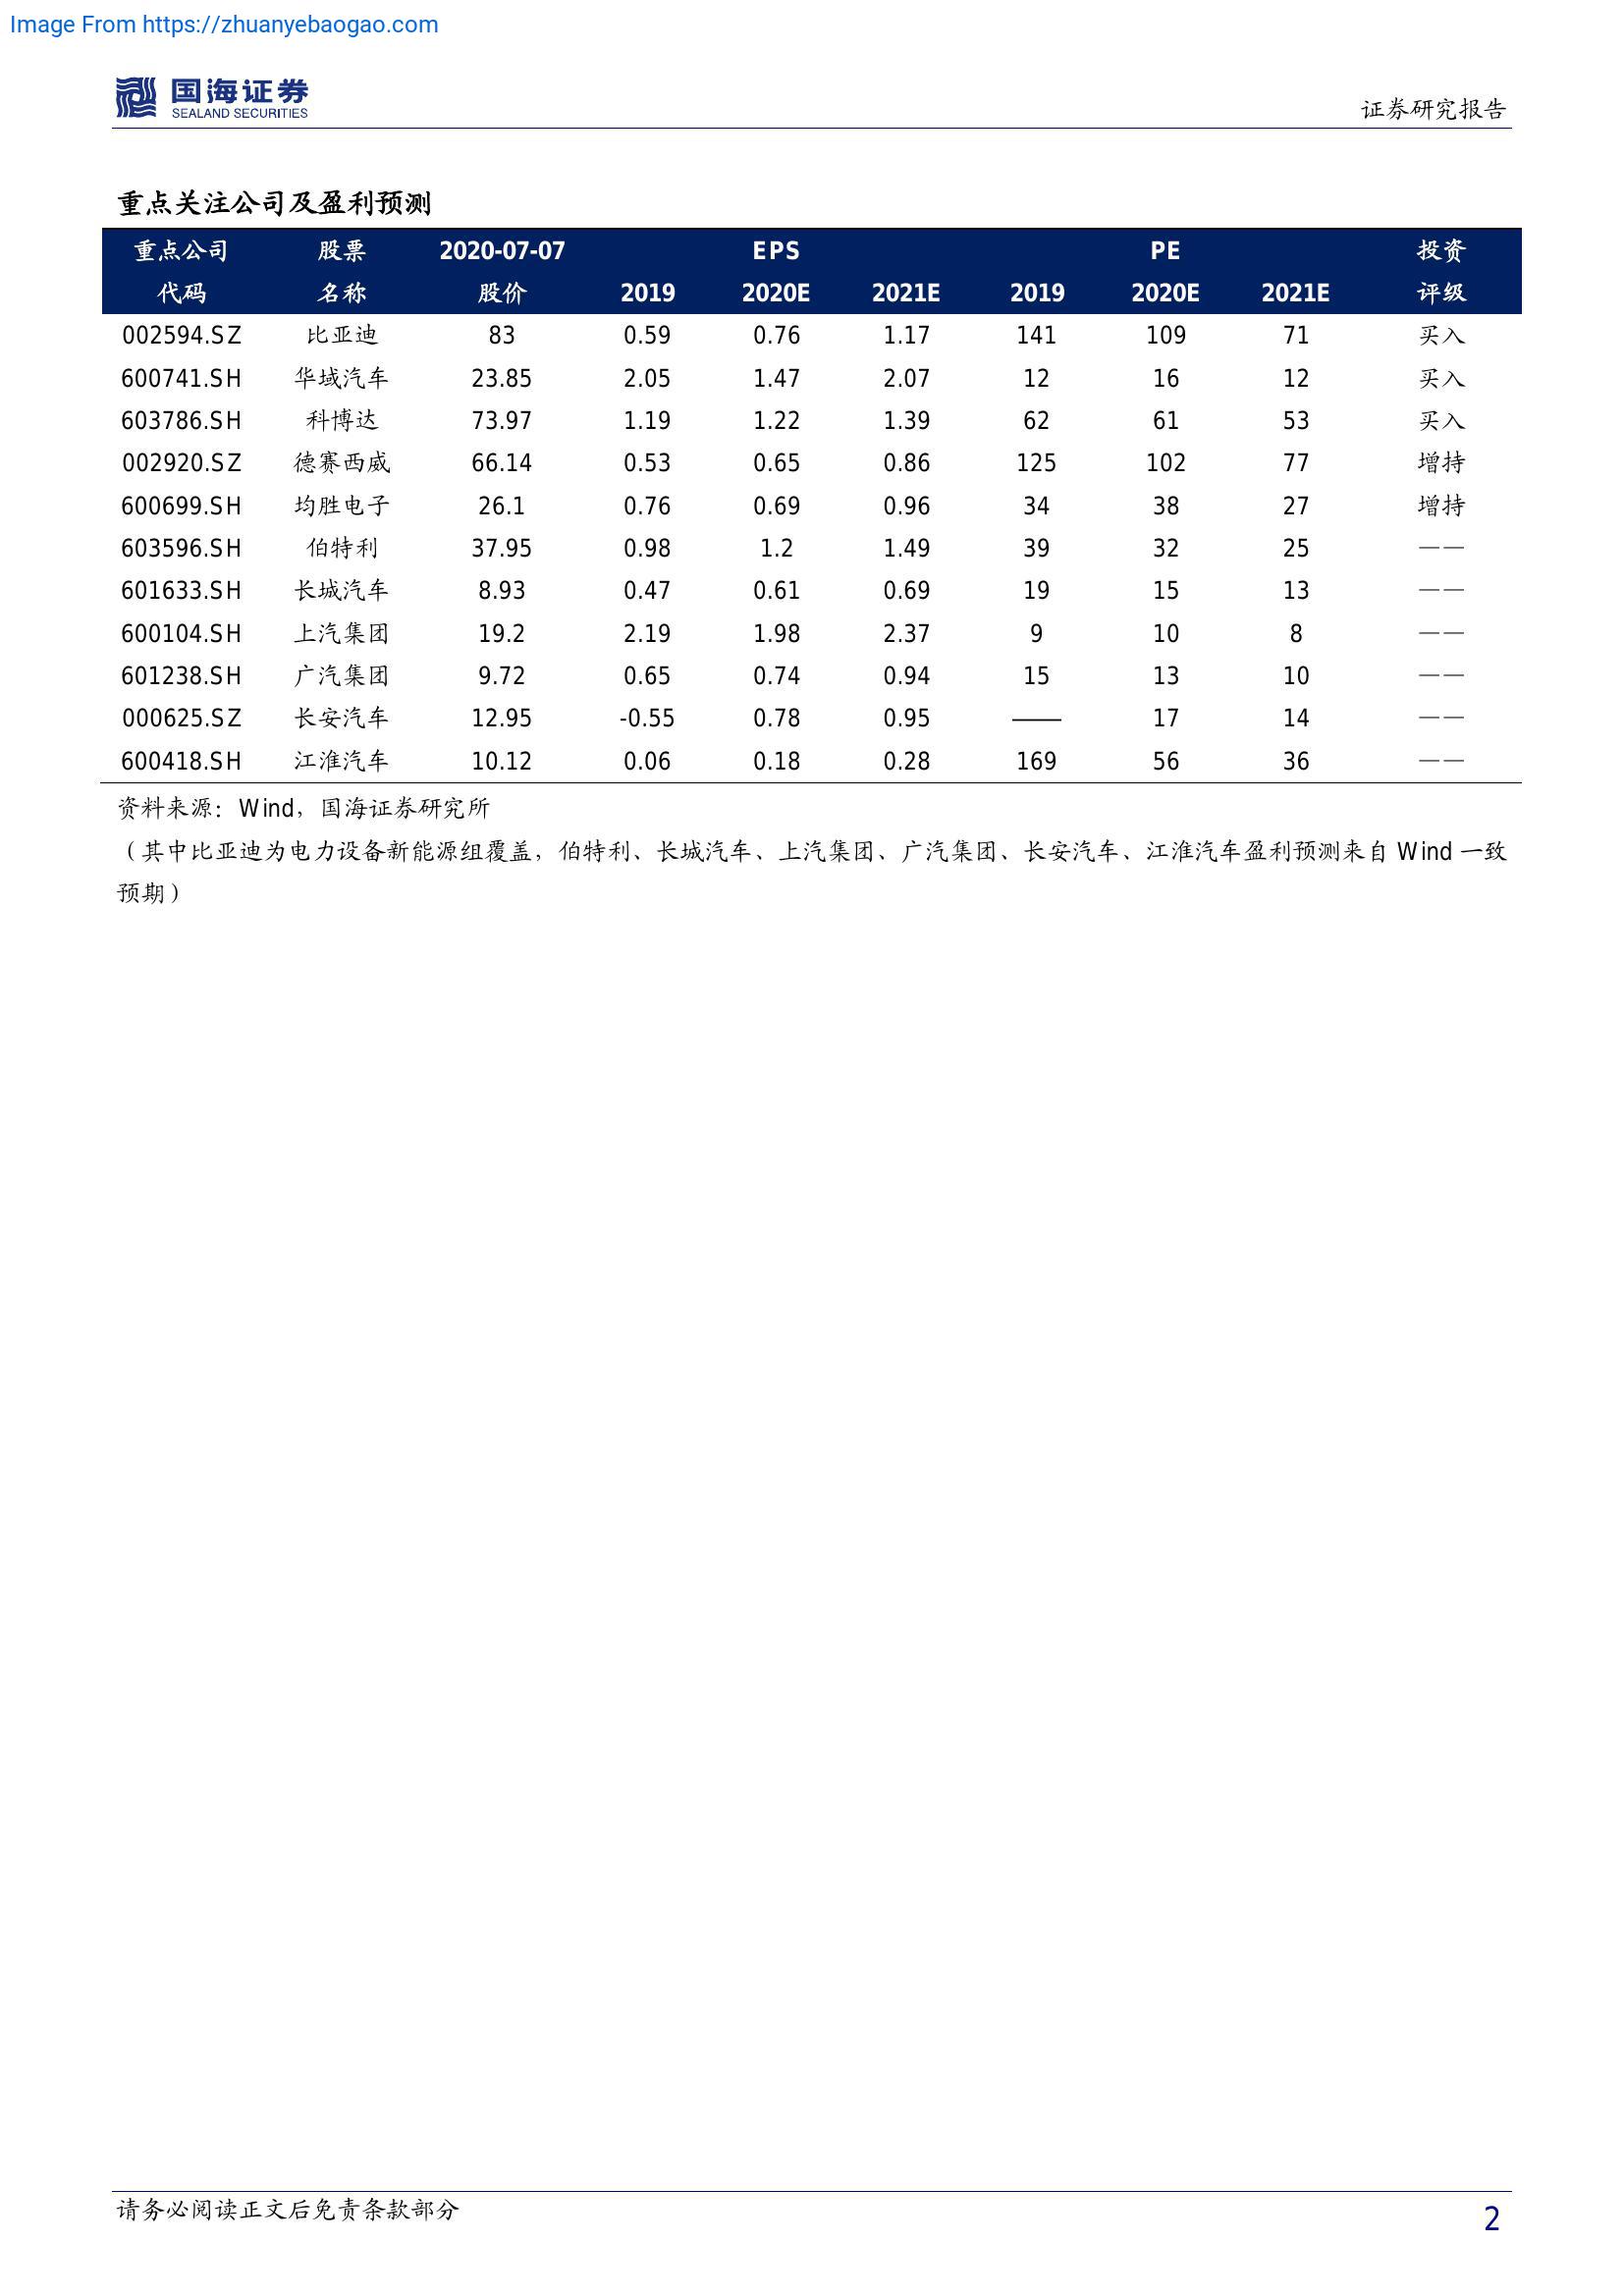 Image From https://zhuanyebaogao.com
国海证券
SEALAND SECURITIES
证券研究报告
重点关注公司及盈利预测
重点公司 股票 2020-07-07 EPS PE 投资
代码 名称 股价 2019 2020E 2021E 2019 2020E 2021E 评级
002594.SZ 比亚迪 83 0.59 0.76 1.17 141 109 71 买入
600741.SH 华域汽车 23.85 2.05 1.47 2.07 12 16 12 买入
603786.SH 科博达 73.97 1.19 1.22 1.39 62 61 53 买入
002920.SZ 德赛西威 66.14 0.53 0.65 0.86 125 102 77 增持
600699.SH 均胜电子 26.1 0.76 0.69 0.96 34 38 27 增持
603596.SH 伯特利 37.95 0.98 1.2 1.49 39 32 25 ——
601633.SH 长城汽车 8.93 0.47 0.61 0.69 19 15 13 ——
600104.SH 上汽集团 19.2 2.19 1.98 2.37 9 10 8 ——
601238.SH 广汽集团 9.72 0.65 0.74 0.94 15 13 10 ——
000625.SZ 长安汽车 12.95 -0.55 0.78 0.95 —— 17 14 ——
600418.SH 江淮汽车 10.12 0.06 0.18 0.28 169 56 36 ——
资料来源：Wind，国海证券研究所
（其中比亚迪为电力设备新能源组覆盖，伯特利、长城汽车、上汽集团、广汽集团、长安汽车、江淮汽车盈利预测来自 Wind 一致
预期）
请务必阅读正文后免责条款部分
2